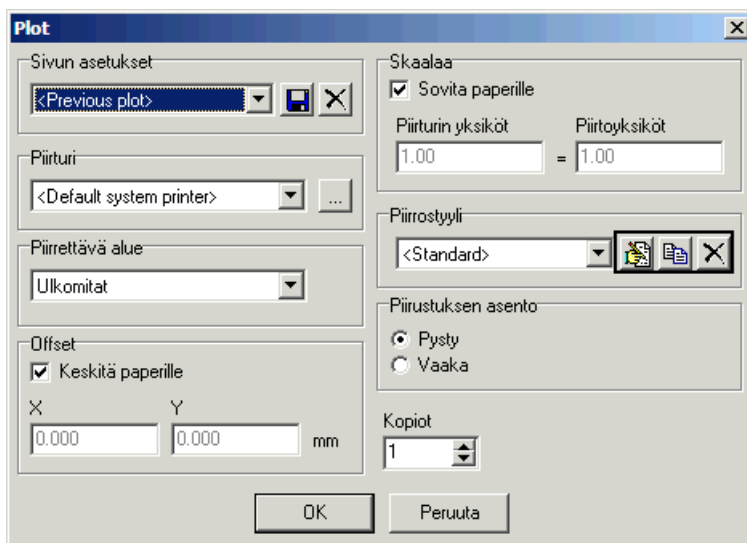 Plot
Sivun asetukset
<Previous plot>
Piirturi
<Default system printer>
...
Piirrettävä alue
Ulkomitat
Offset
Keskitä paperille
X Y
0.000 0.000 mm
Skaalaa
Sovita paperille
Piirturin yksiköt Piirtoyksiköt
1.00 = 1.00
Piirrostyyli
<Standard>
Piirustuksen asento
Pysty
Vaaka
Kopiot
1
OK Peruuta